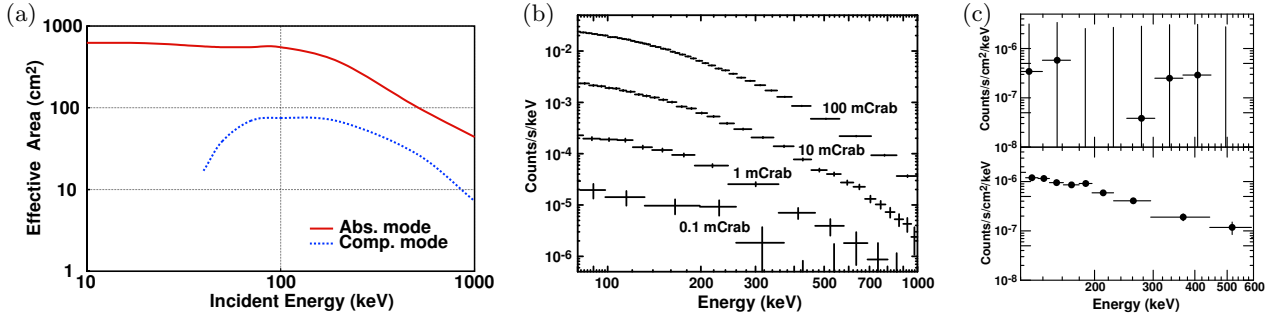 (a)
1000
100
10
1
Effective Area (cm²)
Abs. mode
Comp. mode
10
100
1000
Incident Energy (keV)
(b)
10⁻²
10⁻³
10⁻⁴
10⁻⁵
10⁻⁶
Counts/s/keV
100 mCrab
10 mCrab
1 mCrab
0.1 mCrab
100
200
300
500
700
1000
Energy (keV)
(c)
10⁻⁶
10⁻⁷
10⁻⁸
Counts/s/cm²/keV
10⁻⁶
10⁻⁷
10⁻⁸
Counts/s/cm²/keV
200
300
400
500
600
Energy (keV)